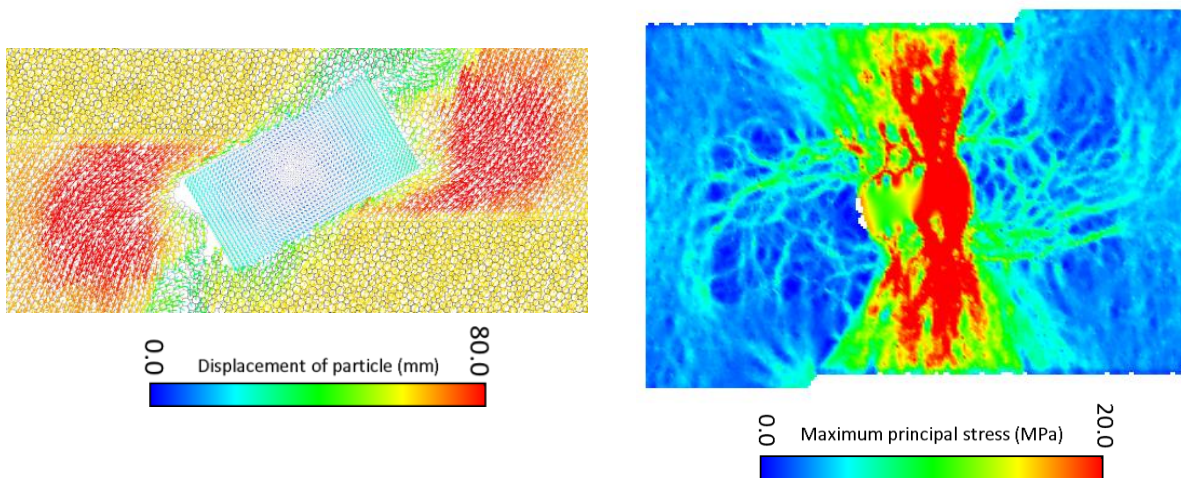 0.0
Displacement of particle (mm)
80.0
0.0
Maximum principal stress (MPa)
20.0